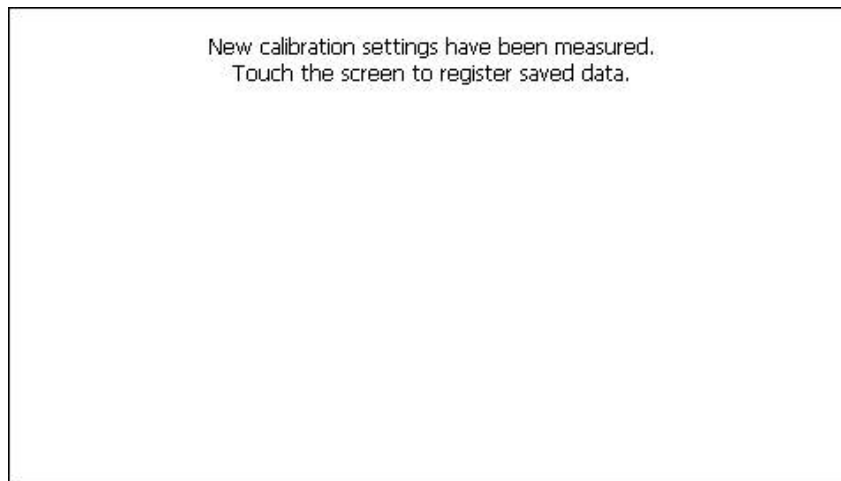 New calibration settings have been measured.
Touch the screen to register saved data.